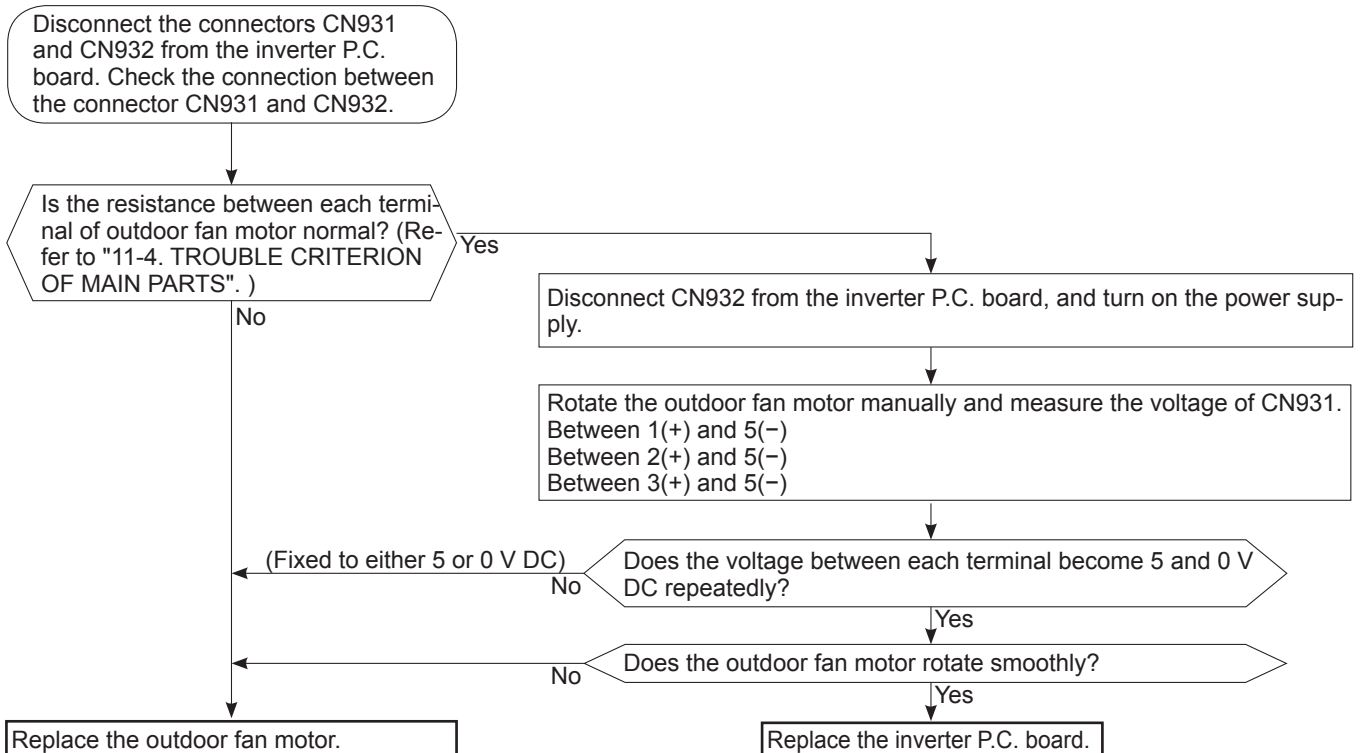 Disconnect the connectors CN931
and CN932 from the inverter P.C.
board. Check the connection between
the connector CN931 and CN932.
Is the resistance between each termi-
nal of outdoor fan motor normal? (Re-
fer to "11-4. TROUBLE CRITERION
OF MAIN PARTS". )
Yes
No
Disconnect CN932 from the inverter P.C. board, and turn on the power sup-
ply.
Rotate the outdoor fan motor manually and measure the voltage of CN931.
Between 1(+) and 5(−)
Between 2(+) and 5(−)
Between 3(+) and 5(−)
(Fixed to either 5 or 0 V DC)
No
Does the voltage between each terminal become 5 and 0 V
DC repeatedly?
Yes
No
Does the outdoor fan motor rotate smoothly?
Yes
Replace the outdoor fan motor.
Replace the inverter P.C. board.